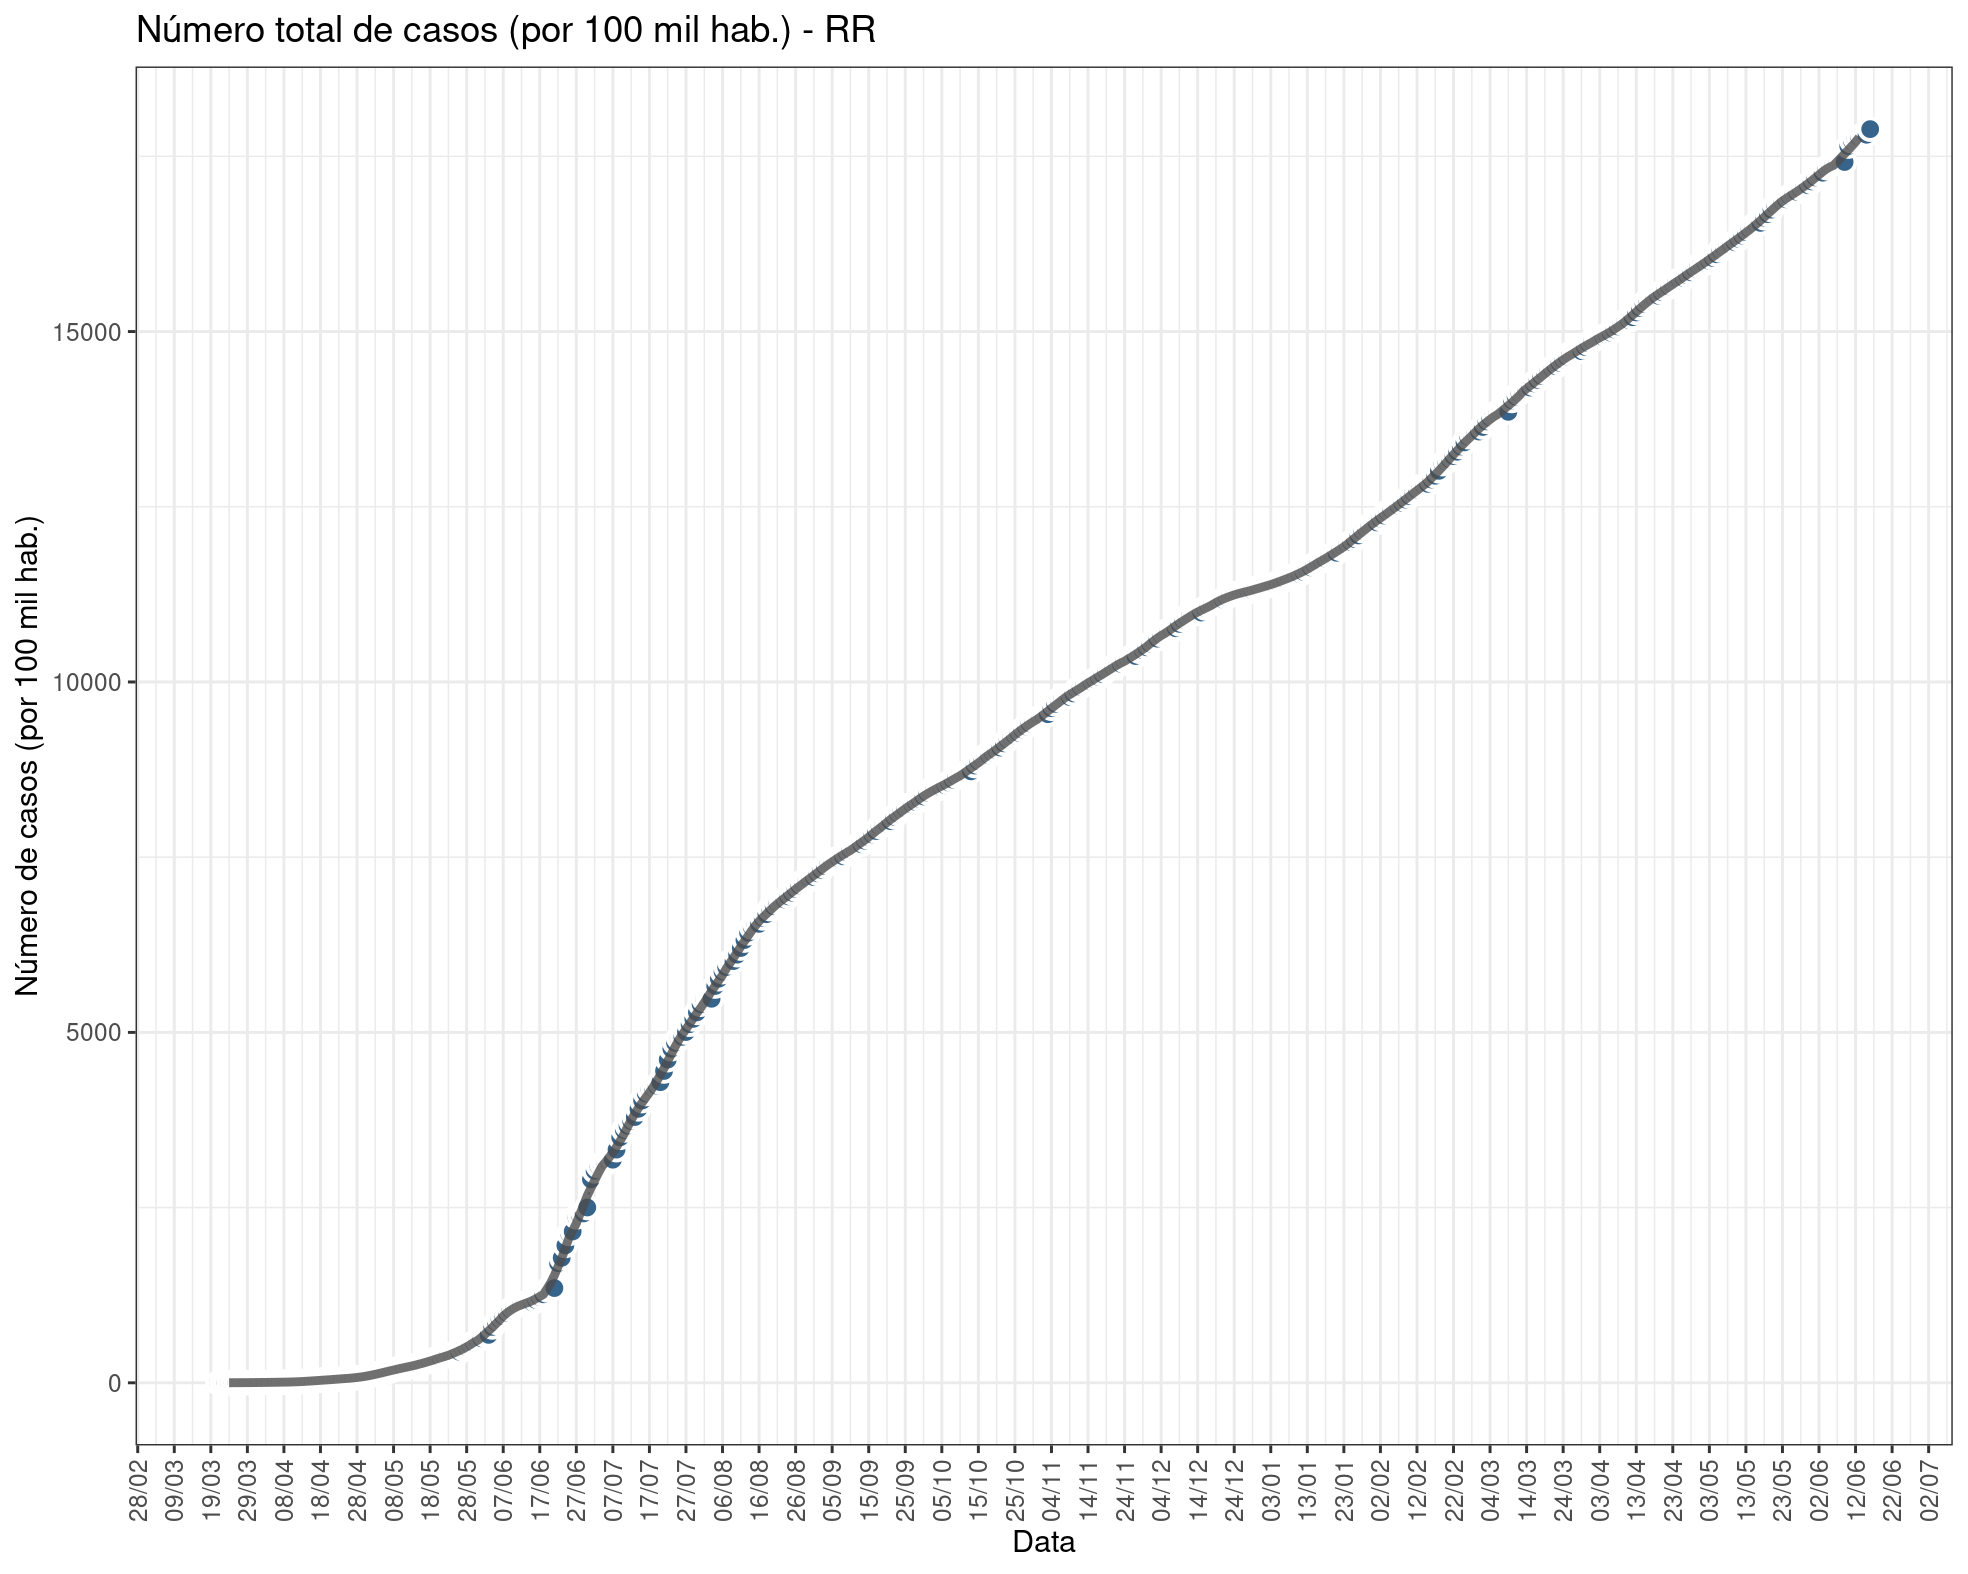 Número total de casos (por 100 mil hab.) - RR
Número de casos (por 100 mil hab.)
15000
10000
5000
0
28/02 09/03 19/03 29/03 08/04 18/04 28/04 08/05 18/05 28/05 07/06 17/06 27/06 07/07 17/07 27/07 06/08 16/08 26/08 05/09 15/09 25/09 05/10 15/10 25/10 04/11 14/11 24/11 04/12 14/12 24/12 03/01 13/01 23/01 02/02 12/02 22/02 04/03 14/03 24/03 03/04 13/04 23/04 03/05 13/05 23/05 02/06 12/06 22/06 02/07
Data